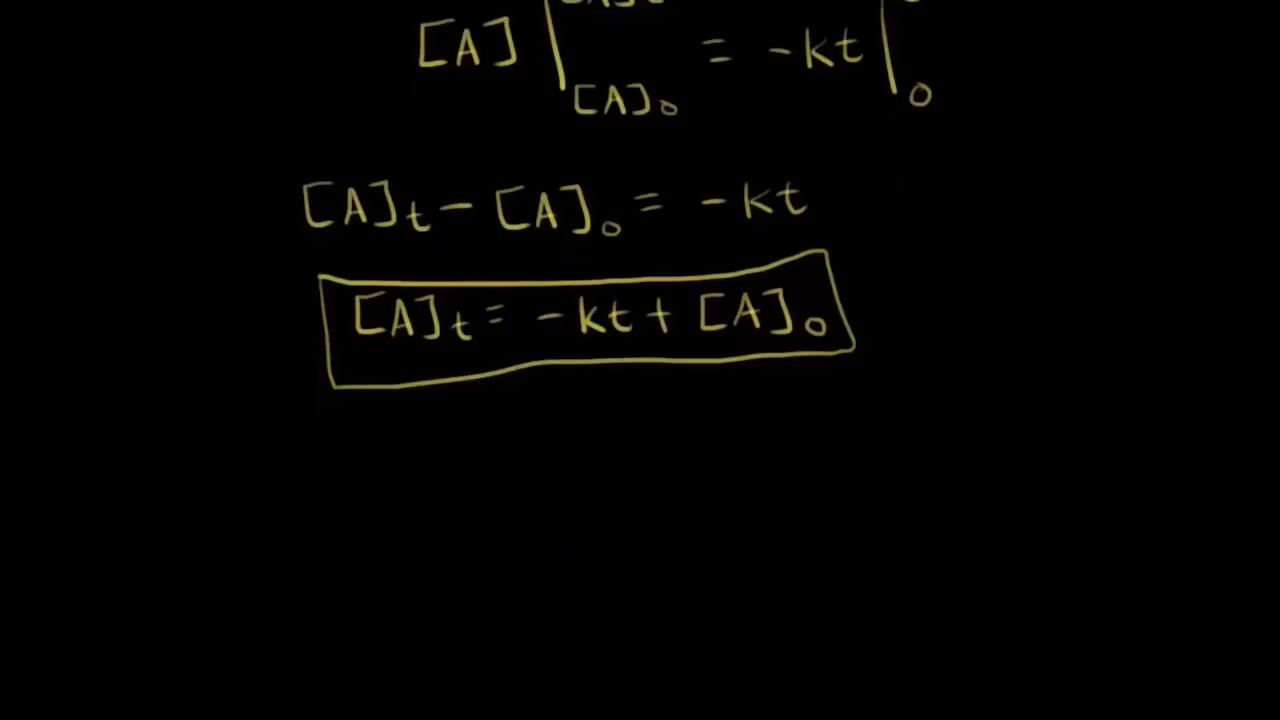 [A] | [A]₀ = -kt | ₀
[A]t - [A]₀ = -kt
[A]t = -kt + [A]₀